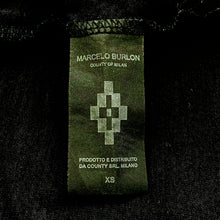 MARCELO BURLON
COUNTY OF MILAN
PRODOTTO E DISTRIBUITO
DA COUNTY SRL MILANO
XS